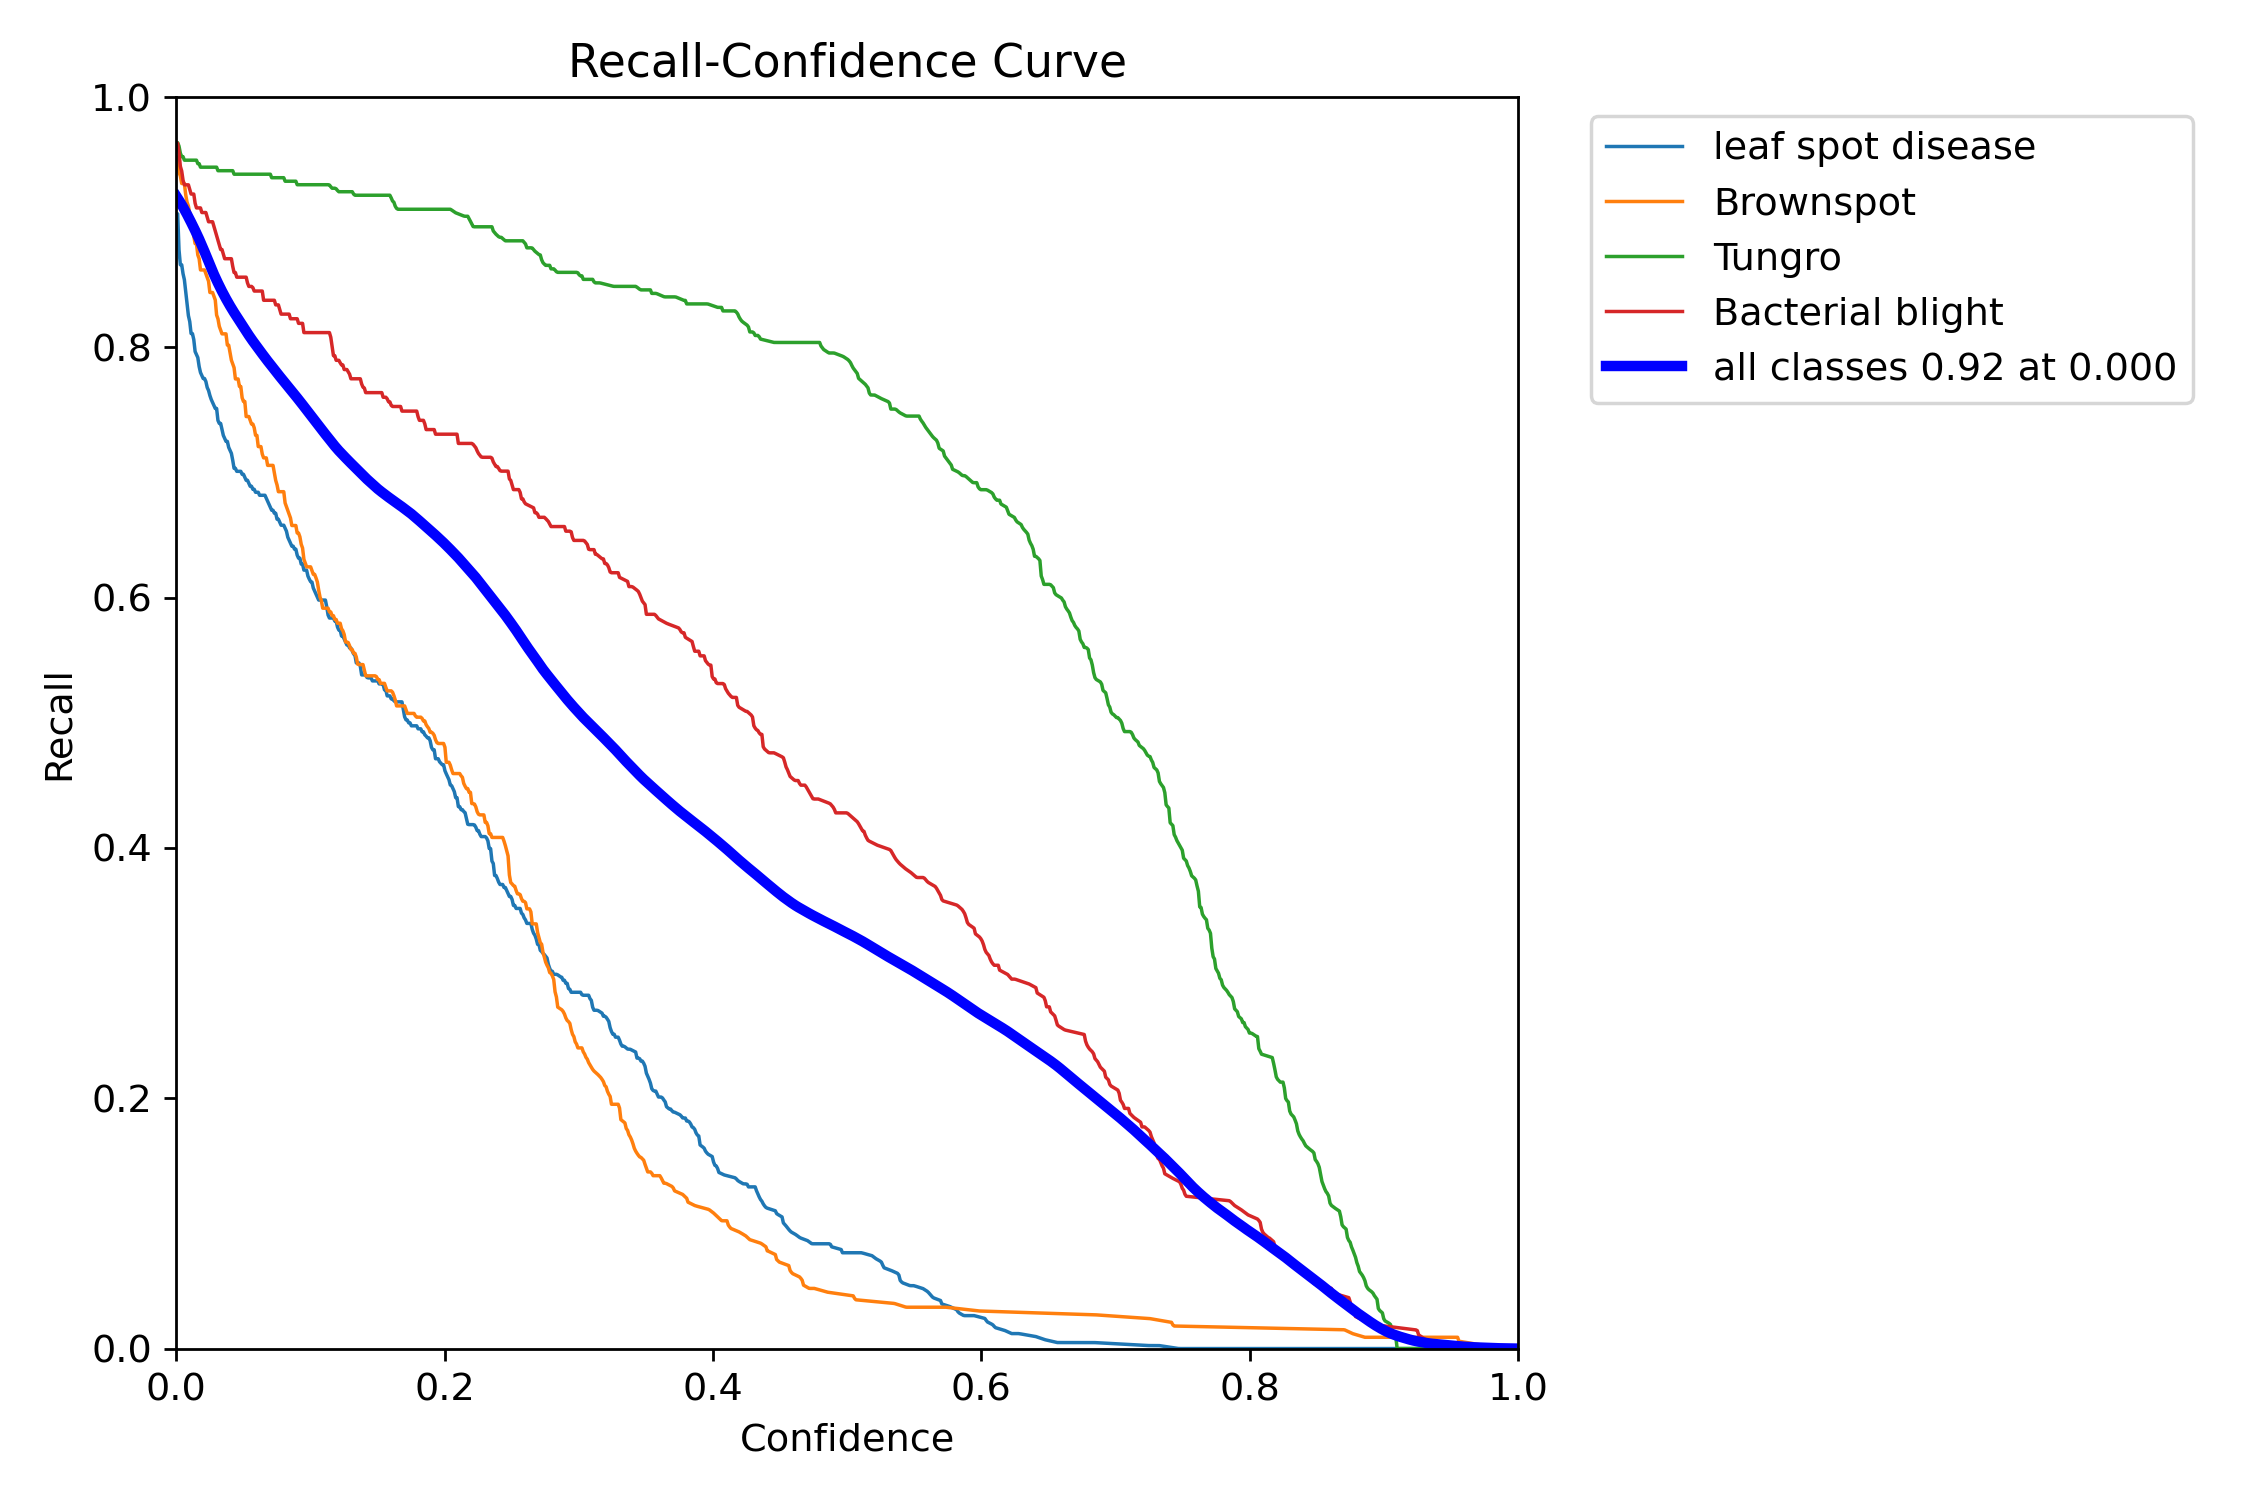 Recall-Confidence Curve
1.0
0.8
0.6
0.4
0.2
0.0
Recall
0.0 0.2 0.4 0.6 0.8 1.0
Confidence
leaf spot disease
Brownspot
Tungro
Bacterial blight
all classes 0.92 at 0.000